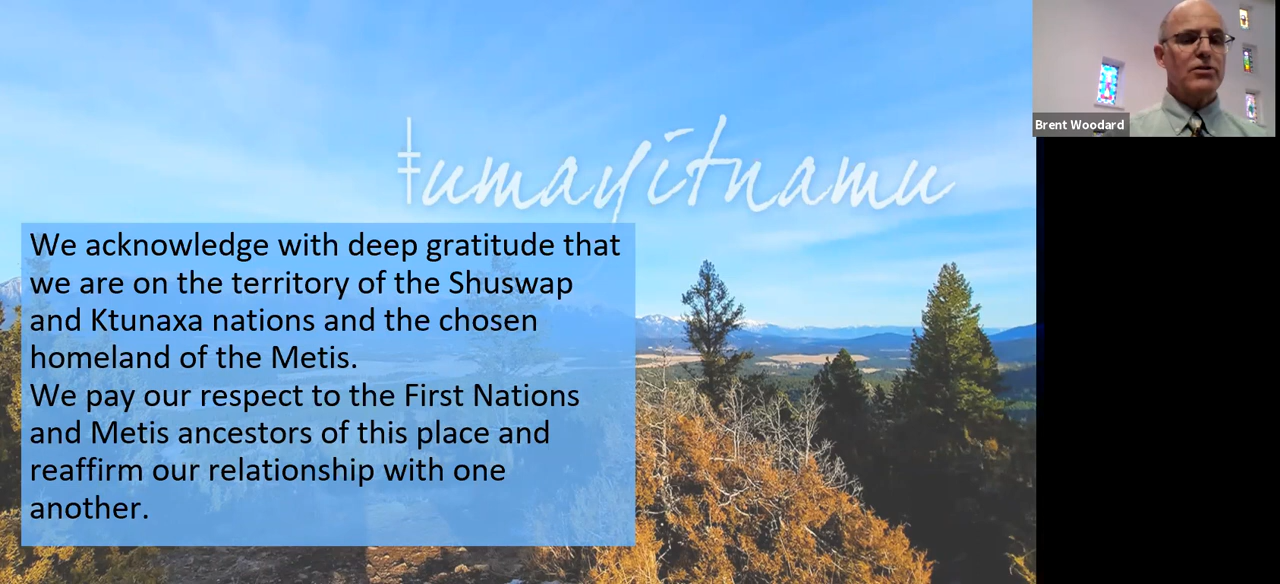 ǂumayitnamu
We acknowledge with deep gratitude that
we are on the territory of the Shuswap
and Ktunaxa nations and the chosen
homeland of the Metis.
We pay our respect to the First Nations
and Metis ancestors of this place and
reaffirm our relationship with one
another.
Brent Woodard